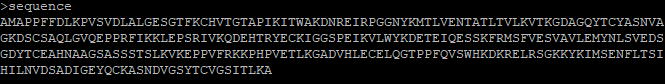 >sequence
AMAPPFFDLKPVSVDLALGESGTFKCHVTGTAPIKITWAKDNREIRPGGNYKMTLVENTATLTVLKVTKGDAGQYTCYASNVA
GKDSCSAQLGVQEPPRFIKKLEPSRIVKQDEHTRYECKIGGSPEIKVLWYKDETEIQESSKFRMSFVESVAVLEMYNLSVEDS
GDYTCEAHNAAGSASSSTSLKVKEPPVFRKKPHPVETLKGADVHLECELQGTPPFQVSWHKDKRELRSGKKYKIMSENFLTSI
HILNVDSADIGEYQCKASNDVGSYTCVGSITLKA